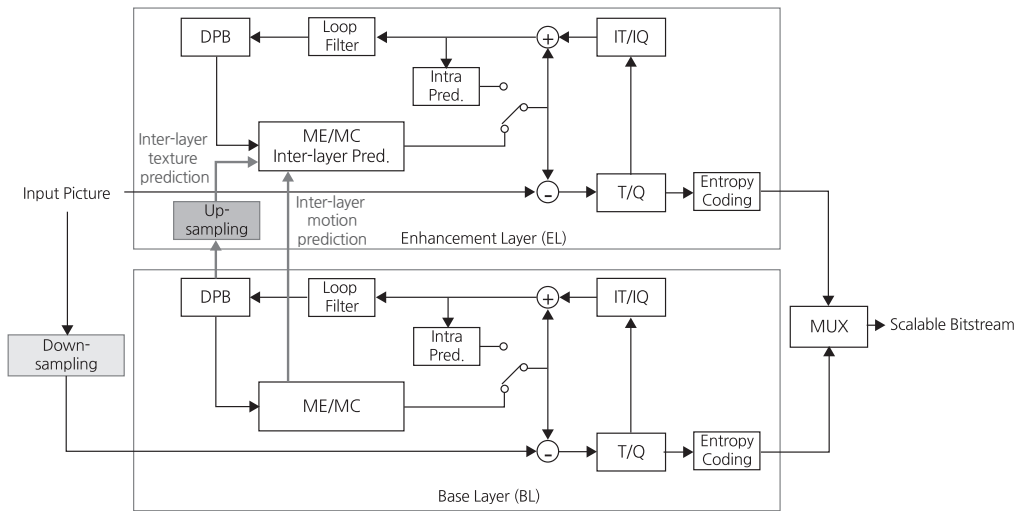 DPB
Loop
Filter
+
IT/IQ
Intra
Pred.
ME/MC
Inter-layer Pred.
Inter-layer
texture
prediction
Input Picture
-
T/Q
Entropy
Coding
Up-
sampling
Inter-layer
motion
prediction
Enhancement Layer (EL)
DPB
Loop
Filter
+
IT/IQ
MUX
Scalable Bitstream
Down-
sampling
Intra
Pred.
ME/MC
-
T/Q
Entropy
Coding
Base Layer (BL)